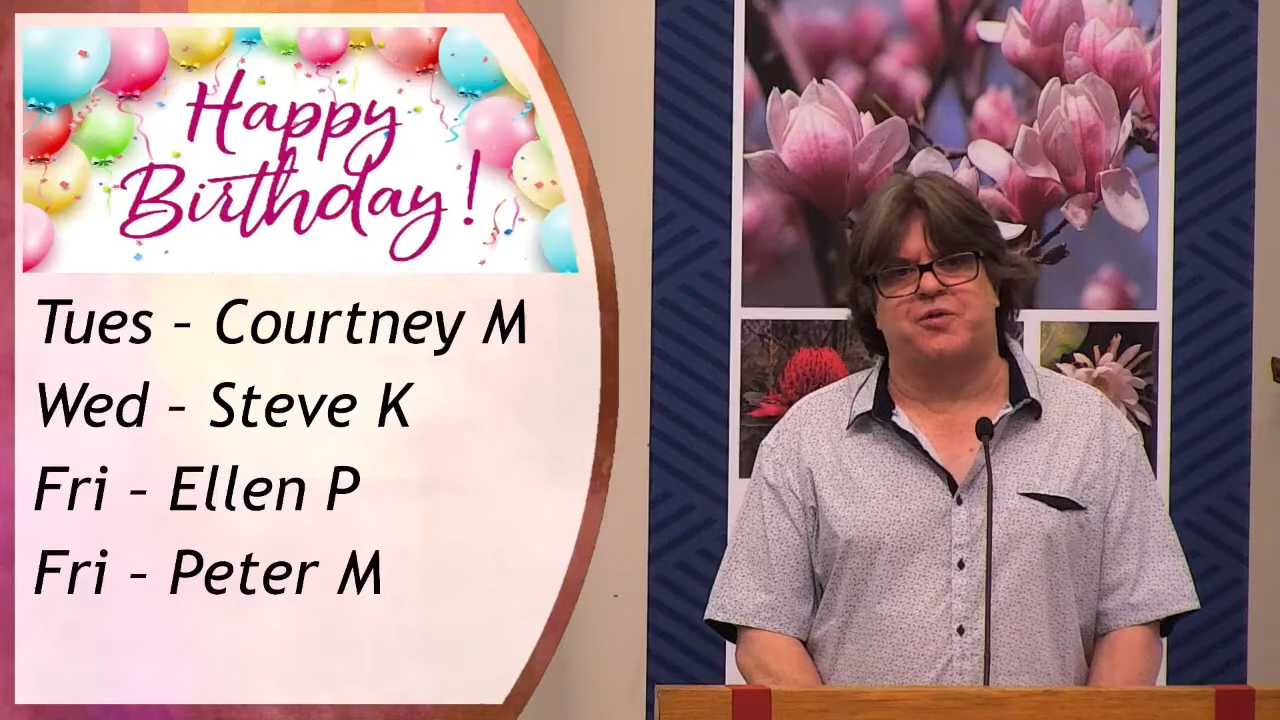 Happy
Birthday!
Tues – Courtney M
Wed – Steve K
Fri – Ellen P
Fri – Peter M